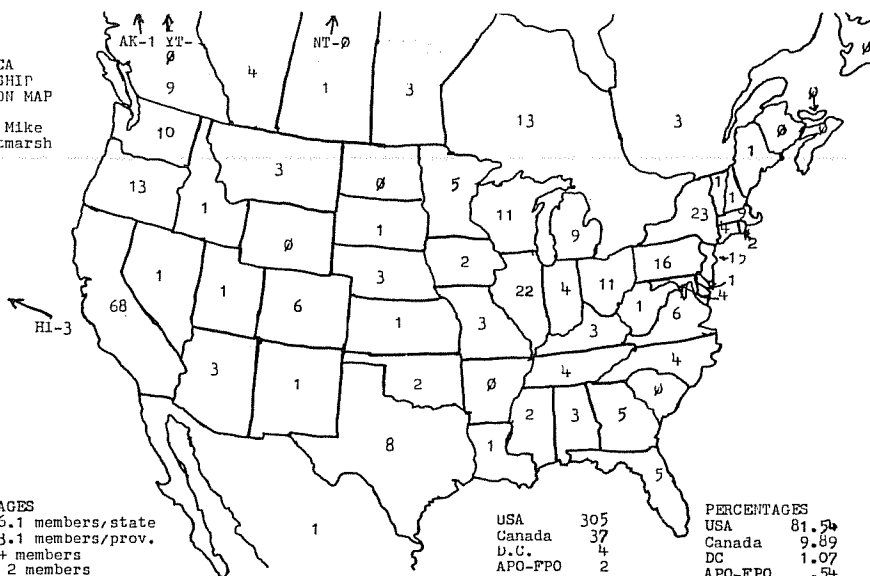 AK-1 YT-Ø
NT-Ø
CA
SHIP
ON MAP
Mike
tmarsh
9
4
1
3
13
3
Ø
Ø
Ø
Ø
10
3
Ø
5
1
1
1
13
1
Ø
1
11
9
23
4
2
1
3
2
16
68
1
1
6
22
4
11
1
4
HI-3
1
3
3
1
6
3
1
2
Ø
4
4
Ø
8
1
2
3
5
5
1
AGES
6.1 members/state
3.1 members/prov.
+ members
2 members
USA 305
Canada 37
D.C. 4
APO-FPO 2
PERCENTAGES
USA 81.54
Canada 9.89
DC 1.07
APO-FPO .54